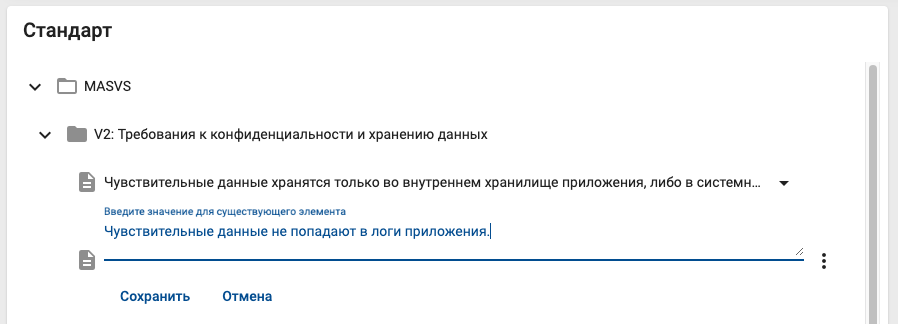 Стандарт
MASVS
V2: Требования к конфиденциальности и хранению данных
Чувствительные данные хранятся только во внутреннем хранилище приложения, либо в системн...
Введите значение для существующего элемента
Чувствительные данные не попадают в логи приложения.
Сохранить Отмена